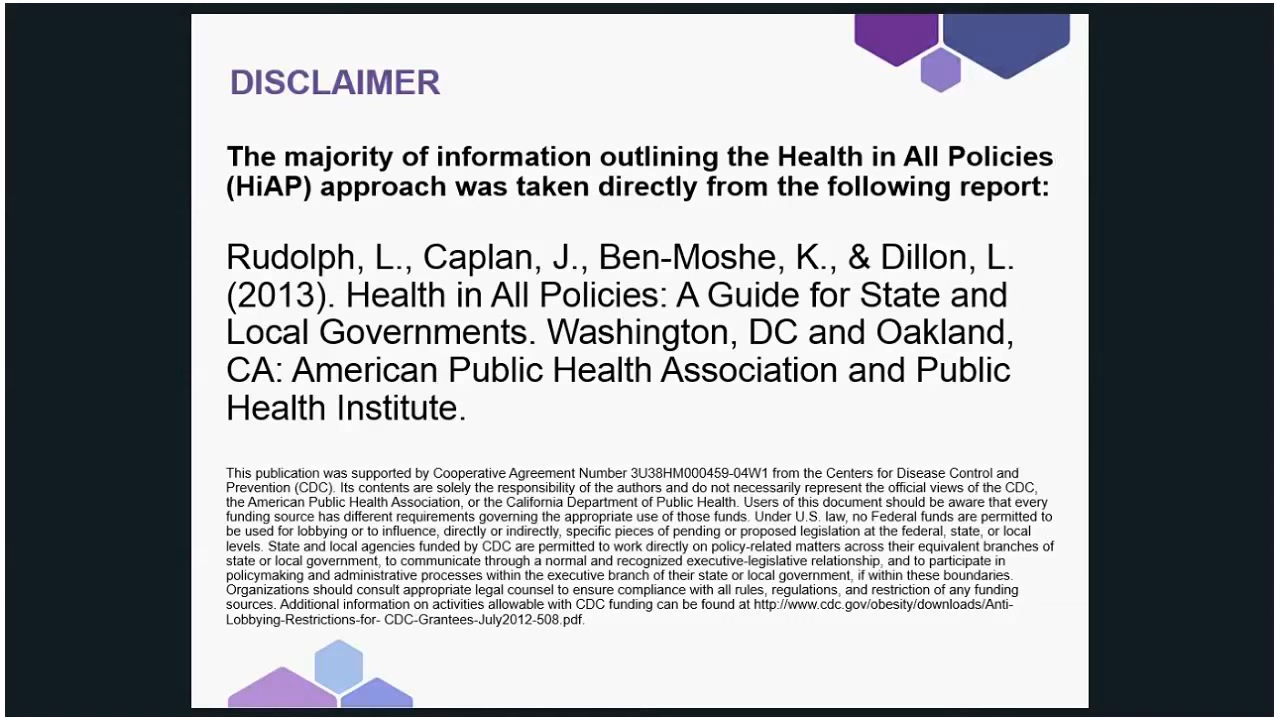 DISCLAIMER
The majority of information outlining the Health in All Policies
(HiAP) approach was taken directly from the following report:
Rudolph, L., Caplan, J., Ben-Moshe, K., & Dillon, L.
(2013). Health in All Policies: A Guide for State and
Local Governments. Washington, DC and Oakland,
CA: American Public Health Association and Public
Health Institute.
This publication was supported by Cooperative Agreement Number 3U38HM000459-04W1 from the Centers for Disease Control and
Prevention (CDC). Its contents are solely the responsibility of the authors and do not necessarily represent the official views of the CDC,
the American Public Health Association, or the California Department of Public Health. Users of this document should be aware that every
funding source has different requirements governing the appropriate use of those funds. Under U.S. law, no Federal funds are permitted to
be used for lobbying or to influence, directly or indirectly, specific pieces of pending or proposed legislation at the federal, state, or local
levels. State and local agencies funded by CDC are permitted to work directly on policy-related matters across their equivalent branches of
state or local government, to communicate through a normal and recognized executive-legislative relationship, and to participate in
policymaking and administrative processes within the executive branch of their state or local government, if within these boundaries.
Organizations should consult appropriate legal counsel to ensure compliance with all rules, regulations, and restriction of any funding
sources. Additional information on activities allowable with CDC funding can be found at http://www.cdc.gov/obesity/downloads/Anti-
Lobbying-Restrictions-for- CDC-Grantees-July2012-508.pdf.